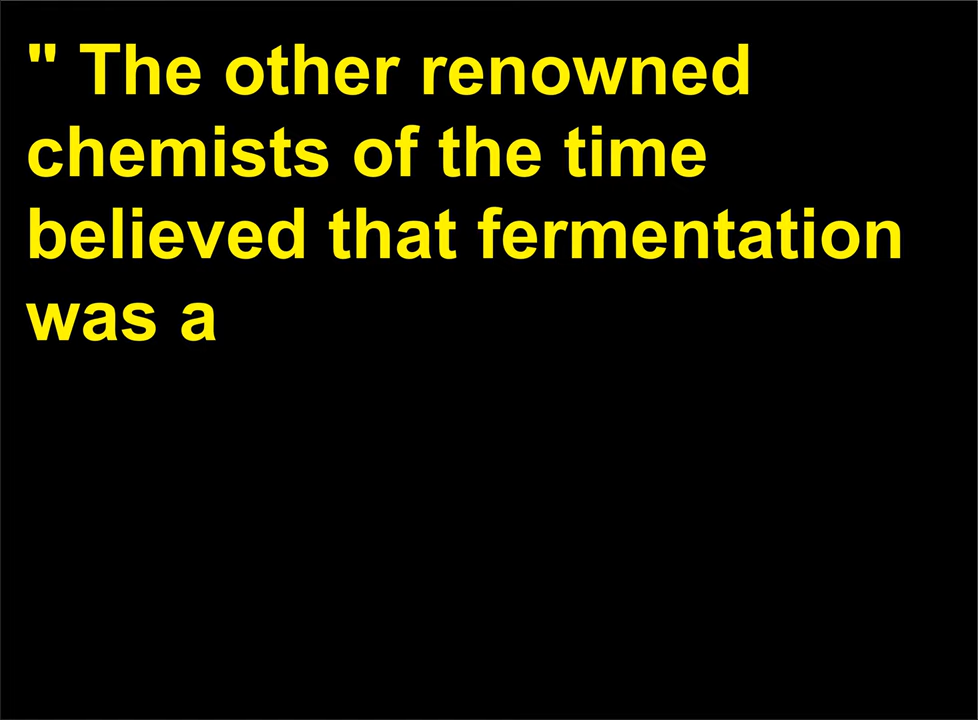 " The other renowned
chemists of the time
believed that fermentation
was a